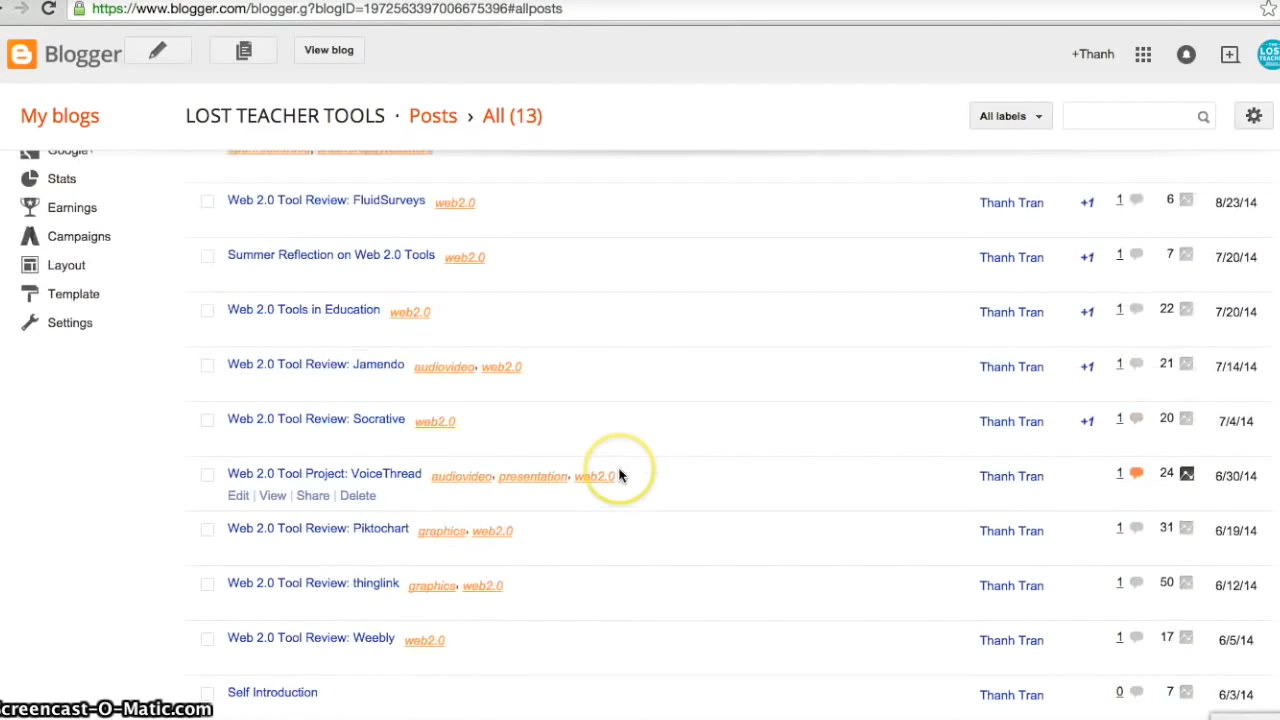 https://www.blogger.com/blogger.g?blogID=1972563397006675396#allposts
Blogger
View blog
+Thanh
LOST TEACH
My blogs
LOST TEACHER TOOLS · Posts › All (13)
All labels
Google+
Stats
Earnings
Campaigns
Layout
Template
Settings
Web 2.0 Tool Review: FluidSurveys web2.0 Thanh Tran +1 1 6 8/23/14
Summer Reflection on Web 2.0 Tools web2.0 Thanh Tran +1 1 7 7/20/14
Web 2.0 Tools in Education web2.0 Thanh Tran +1 1 22 7/20/14
Web 2.0 Tool Review: Jamendo audiovideo, web2.0 Thanh Tran +1 1 21 7/14/14
Web 2.0 Tool Review: Socrative web2.0 Thanh Tran +1 1 20 7/4/14
Web 2.0 Tool Project: VoiceThread audiovideo, presentation, web2.0 Thanh Tran 1 24 6/30/14
Edit | View | Share | Delete
Web 2.0 Tool Review: Piktochart graphics, web2.0 Thanh Tran 1 31 6/19/14
Web 2.0 Tool Review: thinglink graphics, web2.0 Thanh Tran 1 50 6/12/14
Web 2.0 Tool Review: Weebly web2.0 Thanh Tran 1 17 6/5/14
Self Introduction Thanh Tran 0 7 6/3/14
Screencast-O-Matic.com